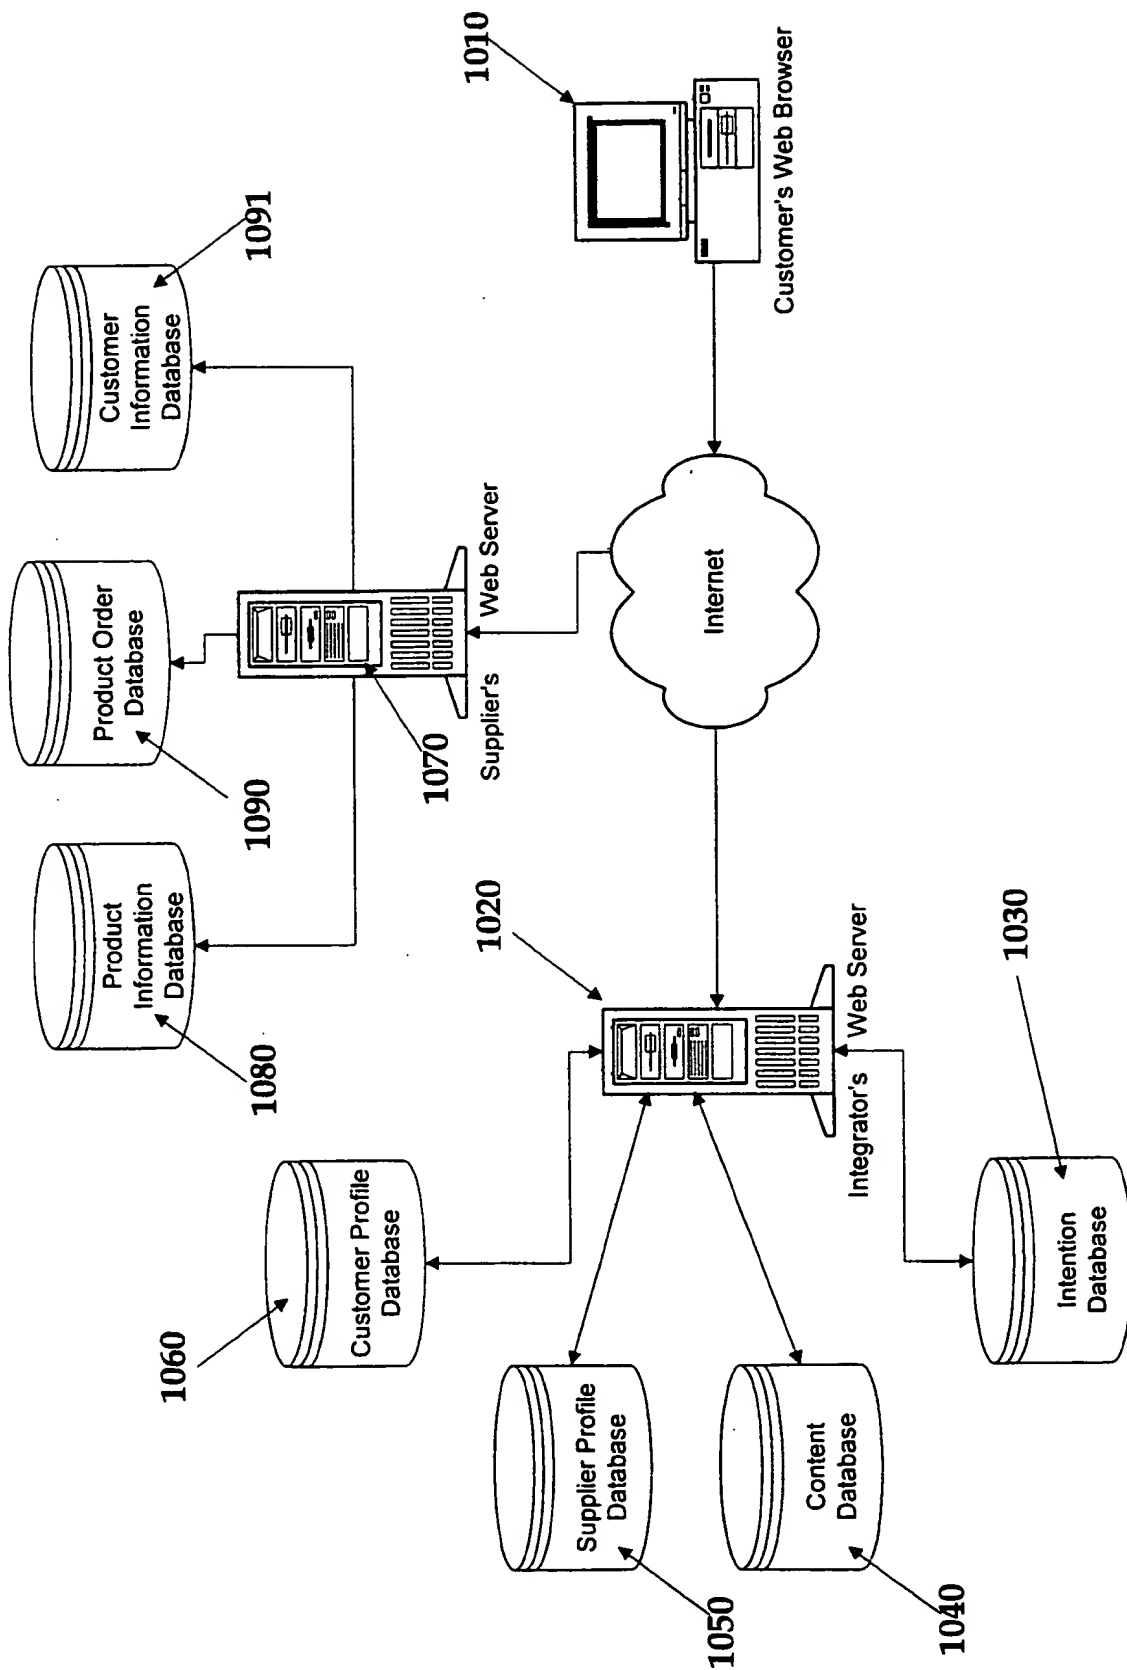 1080
Product
Information
Database
1090
Product Order
Database
1091
Customer
Information
Database
1060
Customer Profile
Database
1070
Supplier's Web Server
1010
Customer's Web Browser
1050
Supplier Profile
Database
1020
Integrator's Web Server
Internet
1040
Content
Database
1030
Intention
Database